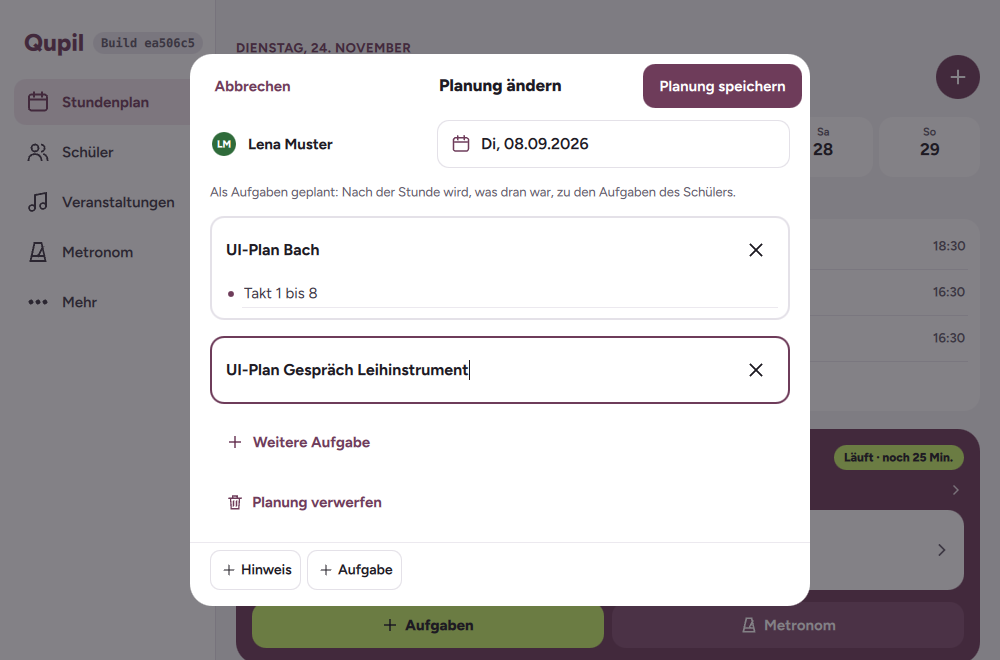 Qupil Build ea506c5
Stundenplan
Schüler
Veranstaltungen
Metronom
Mehr
DIENSTAG, 24. NOVEMBER
Abbrechen
Planung ändern
Planung speichern
LM Lena Muster
Di, 08.09.2026
Als Aufgaben geplant: Nach der Stunde wird, was dran war, zu den Aufgaben des Schülers.
UI-Plan Bach
Takt 1 bis 8
UI-Plan Gespräch Leihinstrument
Weitere Aufgabe
Planung verwerfen
Hinweis
Aufgabe
Sa
28
So
29
18:30
16:30
16:30
Läuft · noch 25 Min.
Aufgaben
Metronom